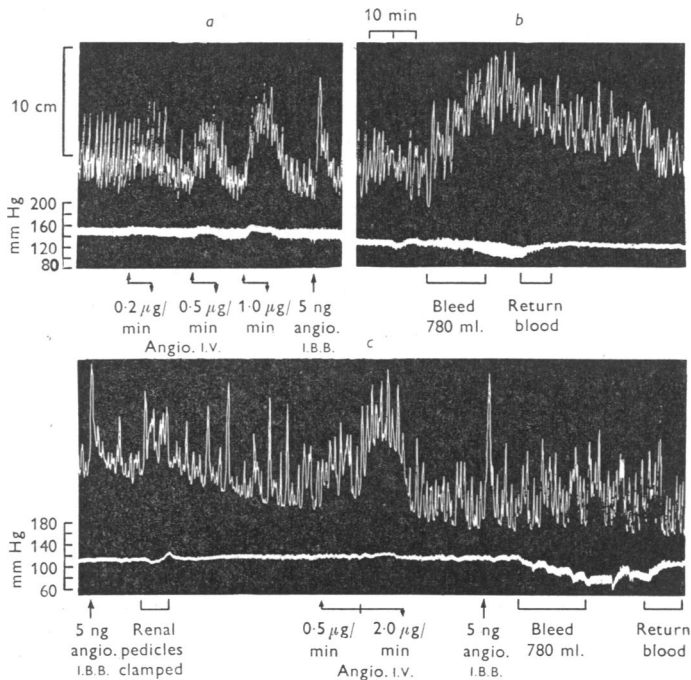 10 min
a
b
10 cm
mm Hg
200
160
120
80
0·2 μg/ 0·5 μg/ 1·0 μg/ 5 ng
min min min angio.
Angio. I.V. I.B.B.
Bleed Return
780 ml. blood
c
mm Hg
180
140
100
60
5 ng Renal 0·5 μg/ 2·0 μg/ 5 ng Bleed Return
angio. pedicles min min angio. 780 ml. blood
I.B.B. clamped Angio. I.V. I.B.B.